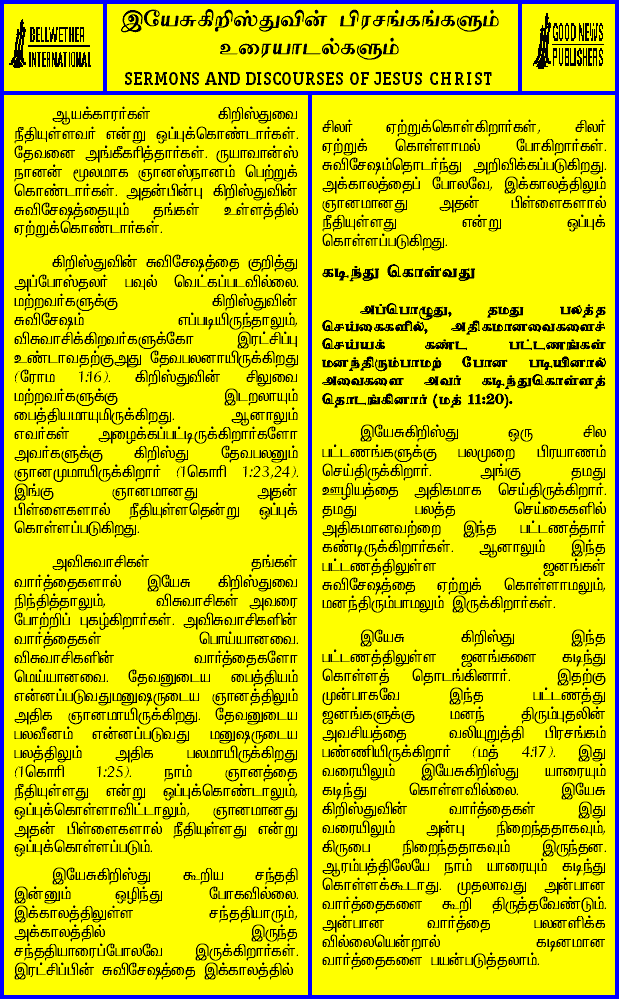 BELLWETHER
INTERNATIONAL
இயேசுகிறிஸ்துவின் பிரசங்கங்களும்
உரையாடல்களும்
SERMONS AND DISCOURSES OF JESUS CHRIST
GOOD NEWS
PUBLISHERS
ஆயக்காரர்கள் கிறிஸ்துவை
நீதியுள்ளவர் என்று ஒப்புக்கொண்டார்கள்.
தேவனை அங்கீகரித்தார்கள். ருயாவான்ஸ்
நானன் மூலமாக ஞானஸ்நானம் பெற்றுக்
கொண்டார்கள். அதன்பின்பு கிறிஸ்துவின்
சுவிசேஷத்தையும் தங்கள் உள்ளத்தில்
ஏற்றுக்கொண்டார்கள்.
கிறிஸ்துவின் சுவிசேஷத்தை குறித்து
அப்போஸ்தலர் பவுல் வெட்கப்படவில்லை.
மற்றவர்களுக்கு கிறிஸ்துவின்
சுவிசேஷம் எப்படியிருந்தாலும்,
விசுவாசிக்கிறவர்களுக்கோ இரட்சிப்பு
உண்டாவதற்குஅது தேவபலனாயிருக்கிறது
(ரோம 1:16). கிறிஸ்துவின் சிலுவை
மற்றவர்களுக்கு இடறலாயும்
பைத்தியமாயுமிருக்கிறது. ஆனாலும்
எவர்கள் அழைக்கப்பட்டிருக்கிறார்களோ
அவர்களுக்கு கிறிஸ்து தேவபலனும்
ஞானமுமாயிருக்கிறார் (1கொரி 1:23,24).
இங்கு ஞானமானது அதன்
பிள்ளைகளால் நீதியுள்ளதென்று ஒப்புக்
கொள்ளப்படுகிறது.
அவிசுவாசிகள் தங்கள்
வார்த்தைகளால் இயேசு கிறிஸ்துவை
நிந்தித்தாலும், விசுவாசிகள் அவரை
போற்றிப் புகழ்கிறார்கள். அவிசுவாசிகளின்
வார்த்தைகள் பொய்யானவை.
விசுவாசிகளின் வார்த்தைகளோ
மெய்யானவை. தேவனுடைய பைத்தியம்
என்னப்படுவதுமனுஷருடைய ஞானத்திலும்
அதிக ஞானமாயிருக்கிறது. தேவனுடைய
பலவீனம் என்னப்படுவது மனுஷருடைய
பலத்திலும் அதிக பலமாயிருக்கிறது
(1கொரி 1:25). நாம் ஞானத்தை
நீதியுள்ளது என்று ஒப்புக்கொண்டாலும்,
ஒப்புக்கொள்ளாவிட்டாலும், ஞானமானது
அதன் பிள்ளைகளால் நீதியுள்ளது என்று
ஒப்புக்கொள்ளப்படும்.
இயேசுகிறிஸ்து கூறிய சந்ததி
இன்னும் ஒழிந்து போகவில்லை.
இக்காலத்திலுள்ள சந்ததியாரும்,
அக்காலத்தில் இருந்த
சந்ததியாரைப்போலவே இருக்கிறார்கள்.
இரட்சிப்பின் சுவிசேஷத்தை இக்காலத்தில்
சிலர் ஏற்றுக்கொள்கிறார்கள், சிலர்
ஏற்றுக் கொள்ளாமல் போகிறார்கள்.
சுவிசேஷம்தொடர்ந்து அறிவிக்கப்படுகிறது.
அக்காலத்தைப் போலவே, இக்காலத்திலும்
ஞானமானது அதன் பிள்ளைகளால்
நீதியுள்ளது என்று ஒப்புக்
கொள்ளப்படுகிறது.
கடிந்து கொள்வது
அப்பொழுது, தமது பலத்த
செய்கைகளில், அதிகமானவைகளைச்
செய்யக் கண்ட பட்டணங்கள்
மனந்திரும்பாமற் போன படியினால்
அவைகளை அவர் கடிந்துகொள்ளத்
தொடங்கினார் (மத் 11:20).
இயேசுகிறிஸ்து ஒரு சில
பட்டணங்களுக்கு பலமுறை பிரயாணம்
செய்திருக்கிறார். அங்கு தமது
ஊழியத்தை அதிகமாக செய்திருக்கிறார்.
தமது பலத்த செய்கைகளில்
அதிகமானவற்றை இந்த பட்டணத்தார்
கண்டிருக்கிறார்கள். ஆனாலும் இந்த
பட்டணத்திலுள்ள ஜனங்கள்
சுவிசேஷத்தை ஏற்றுக் கொள்ளாமலும்,
மனந்திரும்பாமலும் இருக்கிறார்கள்.
இயேசு கிறிஸ்து இந்த
பட்டணத்திலுள்ள ஜனங்களை கடிந்து
கொள்ளத் தொடங்கினார். இதற்கு
முன்பாகவே இந்த பட்டணத்து
ஜனங்களுக்கு மனந் திரும்புதலின்
அவசியத்தை வலியுறுத்தி பிரசங்கம்
பண்ணியிருக்கிறார் (மத் 4:17). இது
வரையிலும் இயேசுகிறிஸ்து யாரையும்
கடிந்து கொள்ளவில்லை. இயேசு
கிறிஸ்துவின் வார்த்தைகள் இது
வரையிலும் அன்பு நிறைந்ததாகவும்,
கிருபை நிறைந்ததாகவும் இருந்தன.
ஆரம்பத்திலேயே நாம் யாரையும் கடிந்து
கொள்ளக்கூடாது. முதலாவது அன்பான
வார்த்தைகளை கூறி திருத்தவேண்டும்.
அன்பான வார்த்தை பலனளிக்க
வில்லையென்றால் கடினமான
வார்த்தைகளை பயன்படுத்தலாம்.